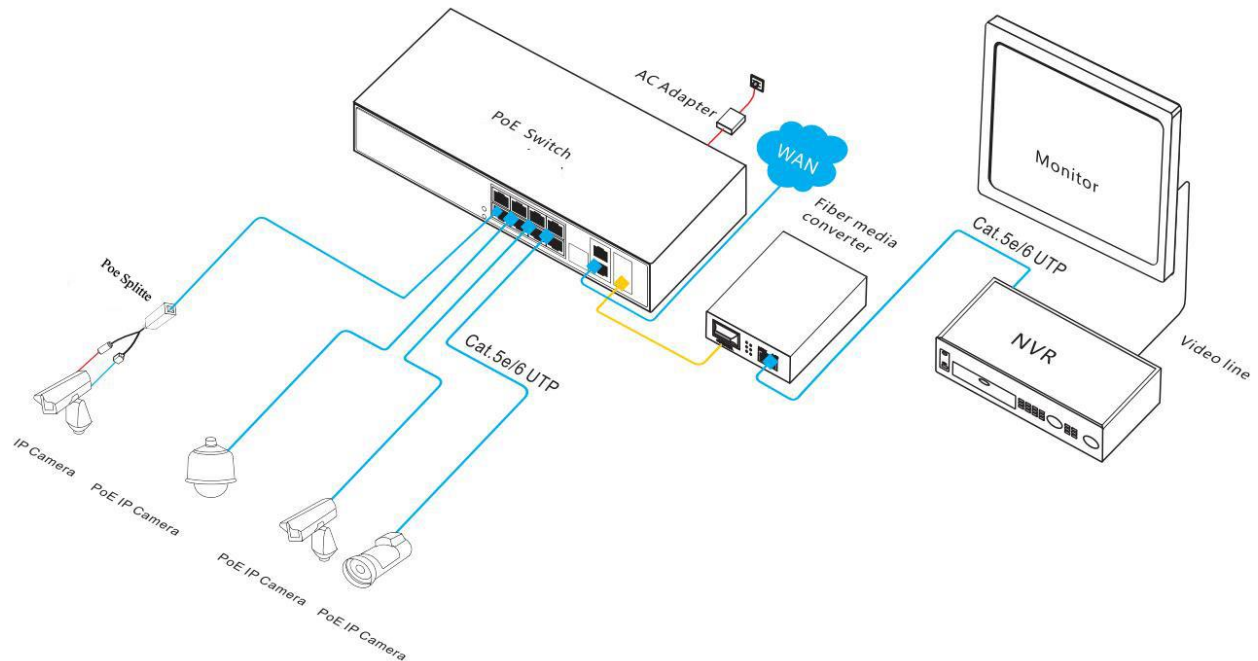 AC Adapter
PoE Switch
WAN
Monitor
Fiber media
converter
Cat.5e/6 UTP
Poe Splitte
NVR
Video line
Cat.5e/6 UTP
IP Camera
PoE IP Camera
PoE IP Camera
PoE IP Camera